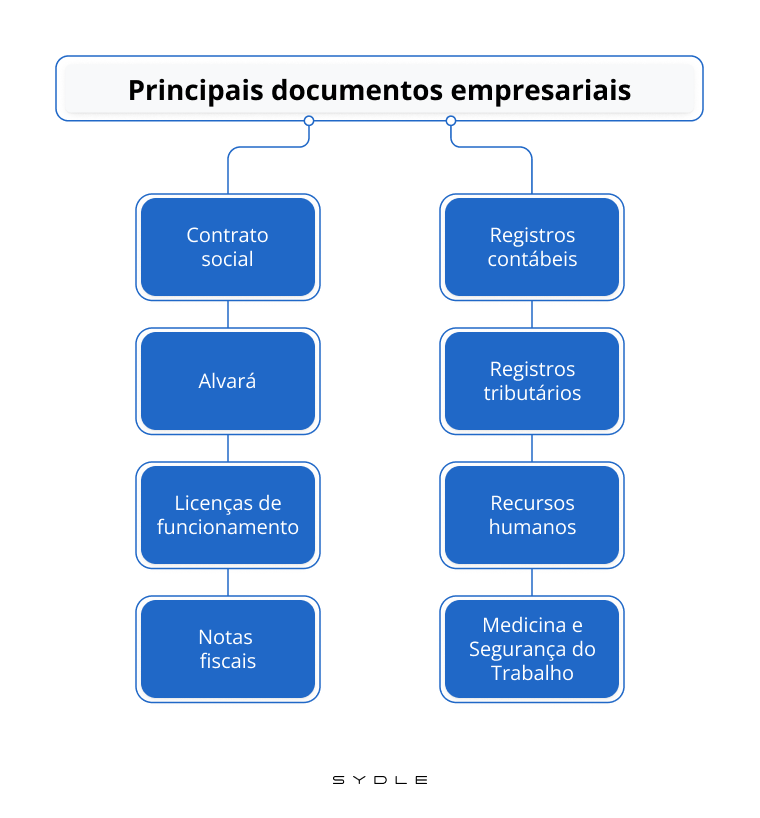 Principais documentos empresariais
Contrato
social
Alvará
Licenças de
funcionamento
Notas
fiscais
Registros
contábeis
Registros
tributários
Recursos
humanos
Medicina e
Segurança do
Trabalho
SYDLE